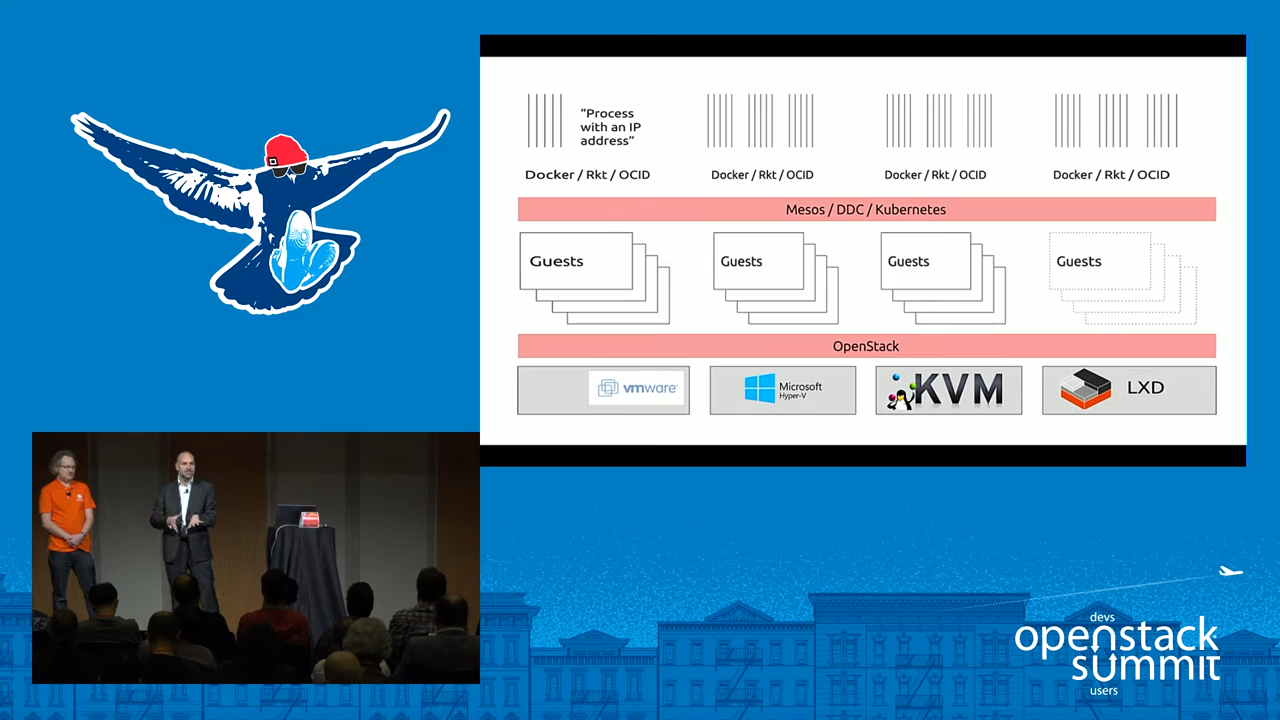 “Process
with an IP
address”
Docker / Rkt / OCID
Docker / Rkt / OCID
Docker / Rkt / OCID
Docker / Rkt / OCID
Mesos / DDC / Kubernetes
Guests
Guests
Guests
Guests
OpenStack
vmware
Microsoft
Hyper-V
KVM
LXD
devs
openstack
summit
users